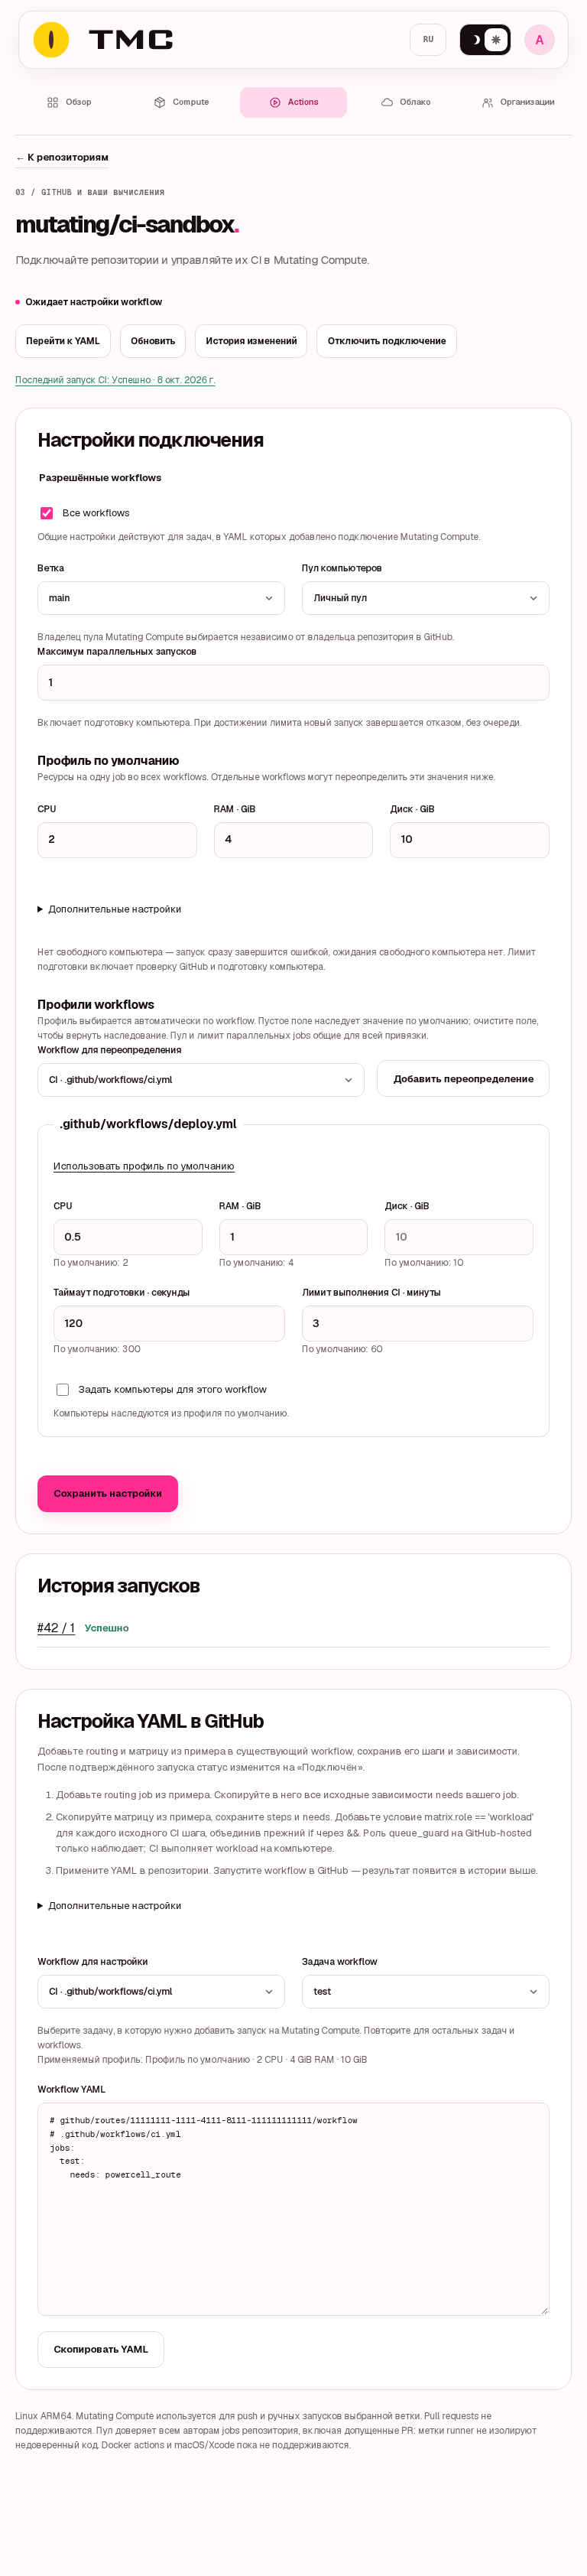 TMC
RU
A
Обзор
Compute
Actions
Облако
Организации
← К репозиториям
03 / GITHUB И ВАШИ ВЫЧИСЛЕНИЯ
mutating/ci-sandbox.
Подключайте репозитории и управляйте их CI в Mutating Compute.
Ожидает настройки workflow
Перейти к YAML
Обновить
История изменений
Отключить подключение
Последний запуск CI: Успешно · 8 окт. 2026 г.
Настройки подключения
Разрешённые workflows
Все workflows
Общие настройки действуют для задач, в YAML которых добавлено подключение Mutating Compute.
Ветка
Пул компьютеров
main
Личный пул
Владелец пула Mutating Compute выбирается независимо от владельца репозитория в GitHub.
Максимум параллельных запусков
1
Включает подготовку компьютера. При достижении лимита новый запуск завершается отказом, без очереди.
Профиль по умолчанию
Ресурсы на одну job во всех workflows. Отдельные workflows могут переопределить эти значения ниже.
CPU
RAM · GiB
Диск · GiB
2
4
10
Дополнительные настройки
Нет свободного компьютера — запуск сразу завершится ошибкой, ожидания свободного компьютера нет. Лимит
подготовки включает проверку GitHub и подготовку компьютера.
Профили workflows
Профиль выбирается автоматически по workflow. Пустое поле наследует значение по умолчанию; очистите поле,
чтобы вернуть наследование. Пул и лимит параллельных jobs общие для всей привязки.
Workflow для переопределения
CI · .github/workflows/ci.yml
Добавить переопределение
.github/workflows/deploy.yml
Использовать профиль по умолчанию
CPU
RAM · GiB
Диск · GiB
0.5
1
10
По умолчанию: 2
По умолчанию: 4
По умолчанию: 10
Таймаут подготовки · секунды
Лимит выполнения CI · минуты
120
3
По умолчанию: 300
По умолчанию: 60
Задать компьютеры для этого workflow
Компьютеры наследуются из профиля по умолчанию.
Сохранить настройки
История запусков
#42 / 1
Успешно
Настройка YAML в GitHub
Добавьте routing и матрицу из примера в существующий workflow, сохранив его шаги и зависимости.
После подтверждённого запуска статус изменится на «Подключён».
1. Добавьте routing job из примера. Скопируйте в него все исходные зависимости needs вашего job.
2. Скопируйте матрицу из примера, сохраните steps и needs. Добавьте условие matrix.role == 'workload'
для каждого исходного CI шага, объединив прежний if через &&. Роль queue_guard на GitHub-hosted
только наблюдает; CI выполняет workload на компьютере.
3. Примените YAML в репозитории. Запустите workflow в GitHub — результат появится в истории выше.
Дополнительные настройки
Workflow для настройки
Задача workflow
CI · .github/workflows/ci.yml
test
Выберите задачу, в которую нужно добавить запуск на Mutating Compute. Повторите для остальных задач и
workflows.
Применяемый профиль: Профиль по умолчанию · 2 CPU · 4 GiB RAM · 10 GiB
Workflow YAML
# github/routes/11111111-1111-4111-8111-111111111111/workflow
# .github/workflows/ci.yml
jobs:
test:
needs: powercell_route
Скопировать YAML
Linux ARM64. Mutating Compute используется для push и ручных запусков выбранной ветки. Pull requests не
поддерживаются. Пул доверяет всем авторам jobs репозитория, включая допущенные PR: метки runner не изолируют
недоверенный код. Docker actions и macOS/Xcode пока не поддерживаются.